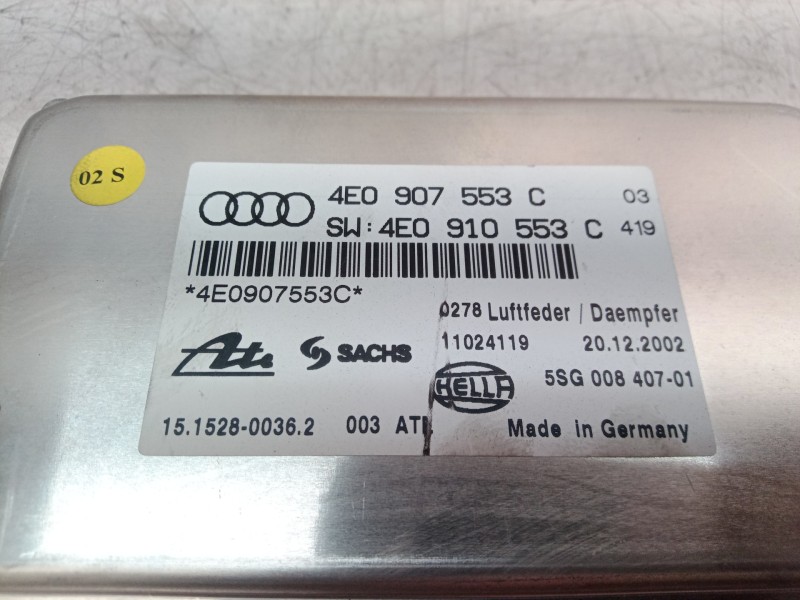 02 S
4E0 907 553 C 03
SW:4E0 910 553 C 419
*4E0907553C*
0278 Luftfeder / Daempfer
11024119 20.12.2002
Ate SACHS HELLA 5SG 008 407-01
15.1528-0036.2 003 Made in Germany